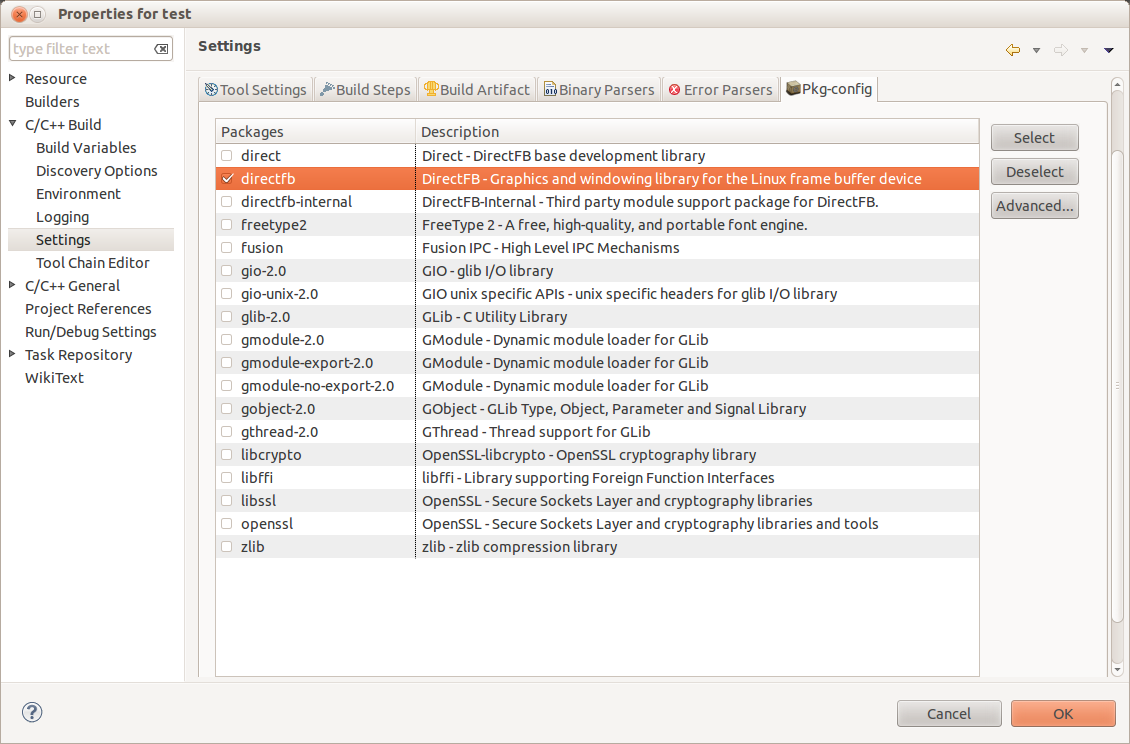 Properties for test
type filter text
Resource
Builders
C/C++ Build
Build Variables
Discovery Options
Environment
Logging
Settings
Tool Chain Editor
C/C++ General
Project References
Run/Debug Settings
Task Repository
WikiText
Settings
Tool Settings Build Steps Build Artifact 010 Binary Parsers Error Parsers Pkg-config
Packages Description
direct Direct - DirectFB base development library
directfb DirectFB - Graphics and windowing library for the Linux frame buffer device
directfb-internal DirectFB-Internal - Third party module support package for DirectFB.
freetype2 FreeType 2 - A free, high-quality, and portable font engine.
fusion Fusion IPC - High Level IPC Mechanisms
gio-2.0 GIO - glib I/O library
gio-unix-2.0 GIO unix specific APIs - unix specific headers for glib I/O library
glib-2.0 GLib - C Utility Library
gmodule-2.0 GModule - Dynamic module loader for GLib
gmodule-export-2.0 GModule - Dynamic module loader for GLib
gmodule-no-export-2.0 GModule - Dynamic module loader for GLib
gobject-2.0 GObject - GLib Type, Object, Parameter and Signal Library
gthread-2.0 GThread - Thread support for GLib
libcrypto OpenSSL-libcrypto - OpenSSL cryptography library
libffi libffi - Library supporting Foreign Function Interfaces
libssl OpenSSL - Secure Sockets Layer and cryptography libraries
openssl OpenSSL - Secure Sockets Layer and cryptography libraries and tools
zlib zlib - zlib compression library
Select
Deselect
Advanced...
?
Cancel OK